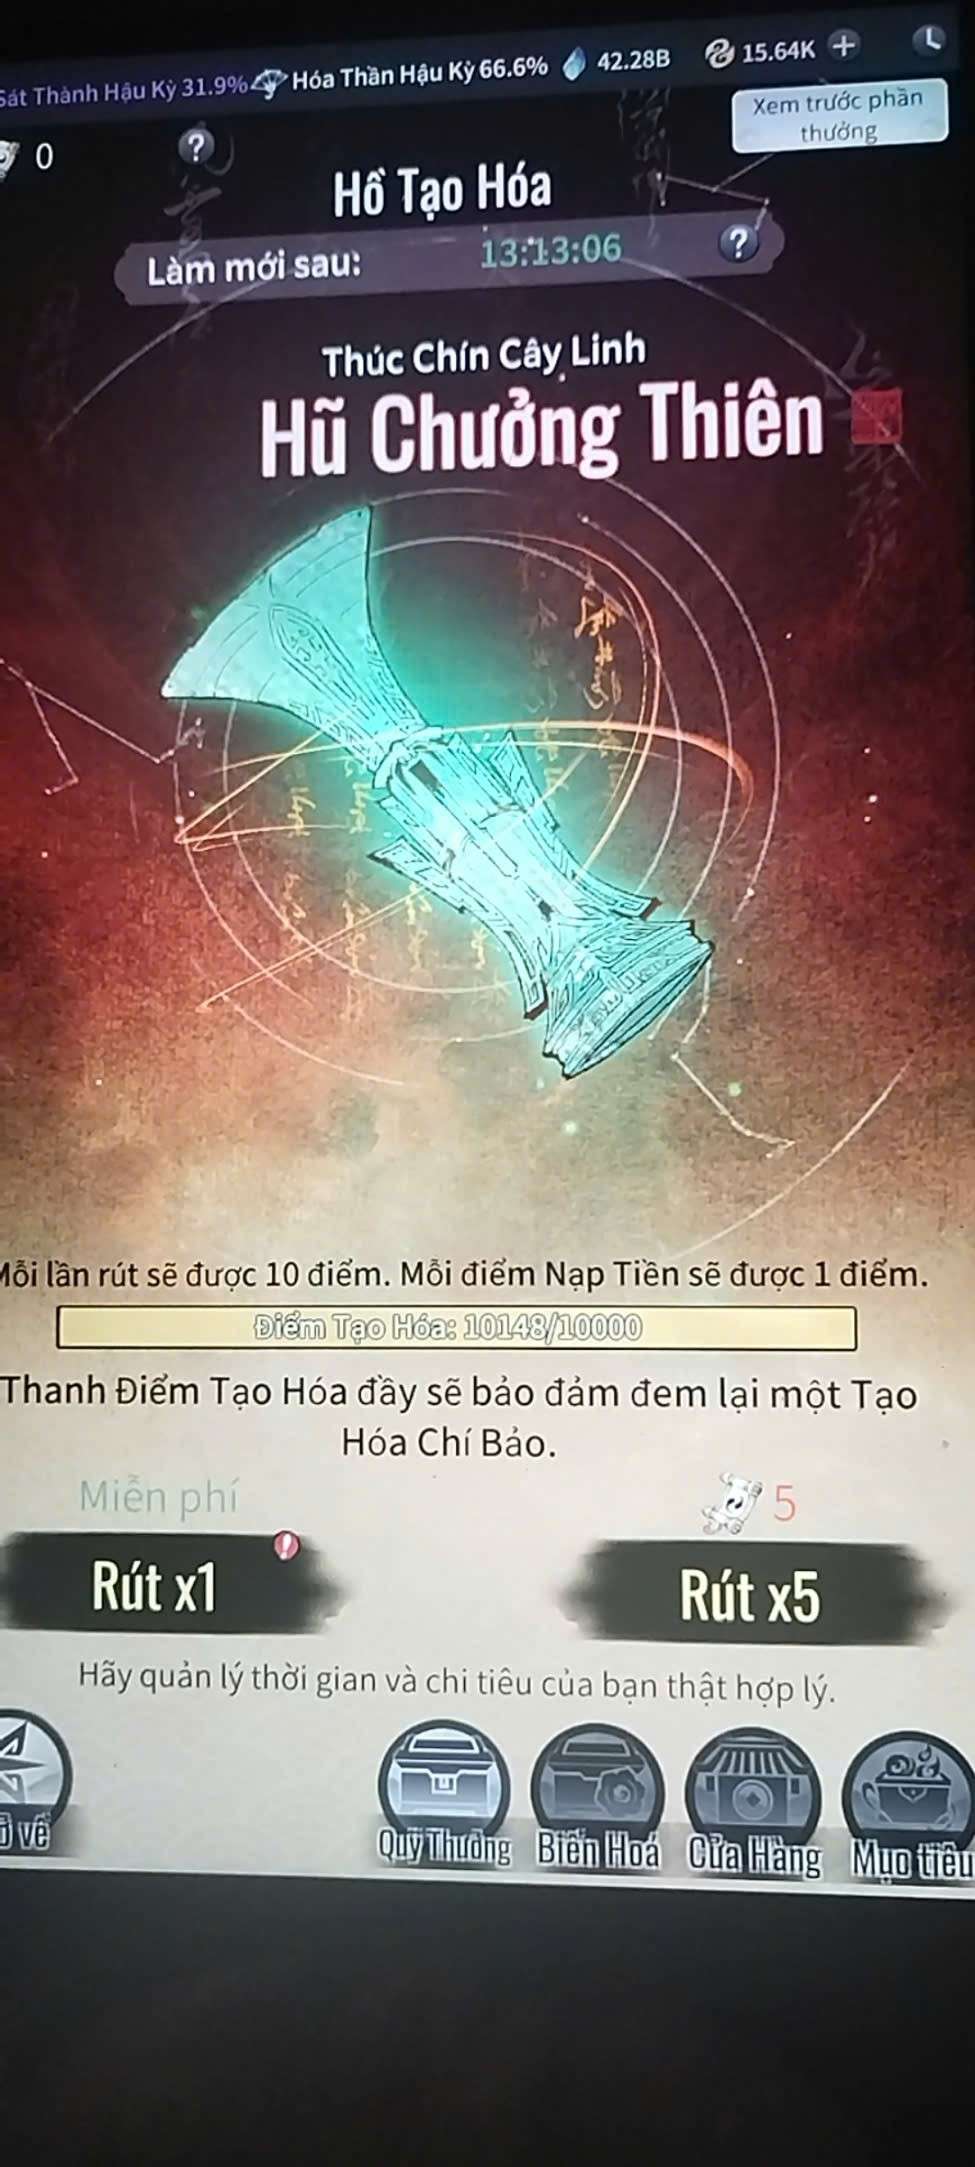 Sát Thành Hậu Kỳ 31.9% Hóa Thần Hậu Kỳ 66.6% 42.28B 15.64K +
Xem trước phần
thưởng
0 ?
Hồ Tạo Hóa
Làm mới sau: 13:13:06 ?
Thúc Chín Cây Linh
Hũ Chưởng Thiên
Mỗi lần rút sẽ được 10 điểm. Mỗi điểm Nạp Tiền sẽ được 1 điểm.
Điểm Tạo Hóa: 10148/10000
Thanh Điểm Tạo Hóa đầy sẽ bảo đảm đem lại một Tạo
Hóa Chí Bảo.
Miễn phí 5
Rút x1 Rút x5
Hãy quản lý thời gian và chi tiêu của bạn thật hợp lý.
về Quỹ Thưởng Biến Hoá Cửa Hàng Mục tiêu